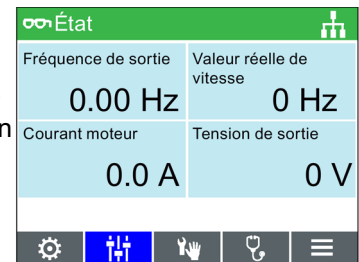 État
Fréquence de sortie
0.00 Hz
Valeur réelle de
vitesse
0 Hz
n
Courant moteur
0.0 A
Tension de sortie
0 V